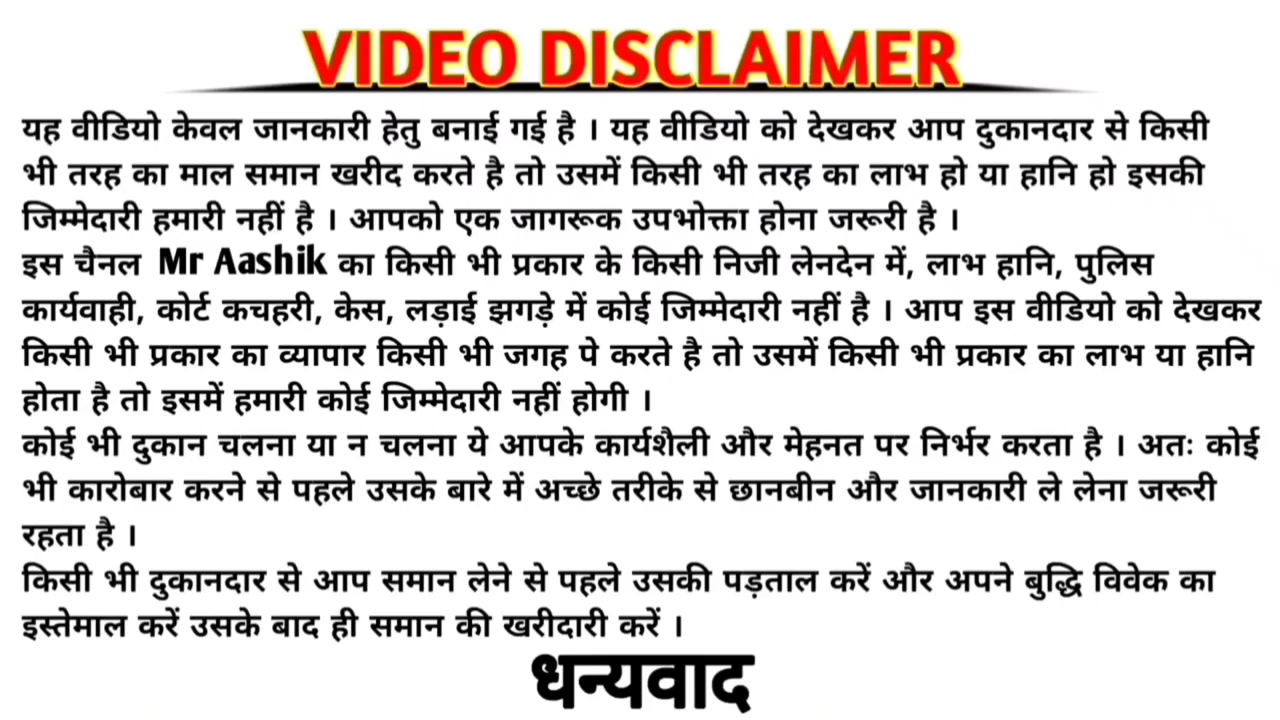 VIDEO DISCLAIMER
यह वीडियो केवल जानकारी हेतु बनाई गई है । यह वीडियो को देखकर आप दुकानदार से किसी
भी तरह का माल समान खरीद करते है तो उसमें किसी भी तरह का लाभ हो या हानि हो इसकी
जिम्मेदारी हमारी नहीं है । आपको एक जागरूक उपभोक्ता होना जरूरी है ।
इस चैनल Mr Aashik का किसी भी प्रकार के किसी निजी लेनदेन में, लाभ हानि, पुलिस
कार्यवाही, कोर्ट कचहरी, केस, लड़ाई झगड़े में कोई जिम्मेदारी नहीं है । आप इस वीडियो को देखकर
किसी भी प्रकार का व्यापार किसी भी जगह पे करते है तो उसमें किसी भी प्रकार का लाभ या हानि
होता है तो इसमें हमारी कोई जिम्मेदारी नहीं होगी ।
कोई भी दुकान चलना या न चलना ये आपके कार्यशैली और मेहनत पर निर्भर करता है । अतः कोई
भी कारोबार करने से पहले उसके बारे में अच्छे तरीके से छानबीन और जानकारी ले लेना जरूरी
रहता है ।
किसी भी दुकानदार से आप समान लेने से पहले उसकी पड़ताल करें और अपने बुद्धि विवेक का
इस्तेमाल करें उसके बाद ही समान की खरीदारी करें ।
धन्यवाद